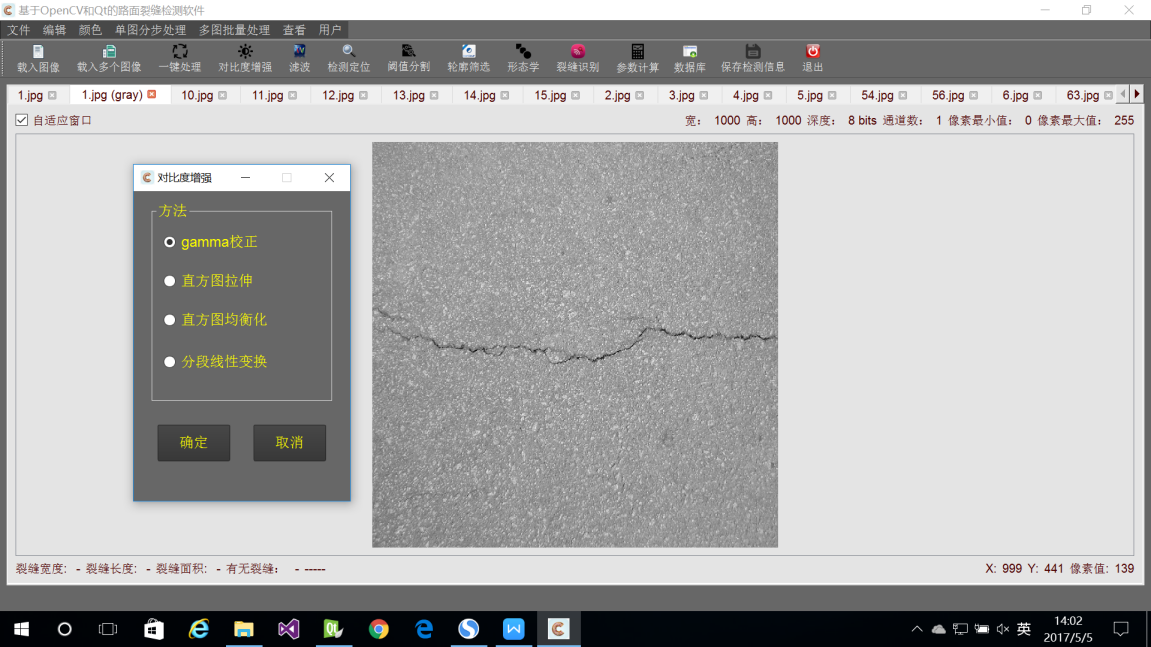 基于OpenCV和Qt的路面裂缝检测软件
文件 编辑 颜色 单图分步处理 多图批量处理 查看 用户
载入图像 载入多个图像 一键处理 对比度增强 滤波 检测定位 阈值分割 轮廓筛选 形态学 裂缝识别 参数计算 数据库 保存检测信息 退出
1.jpg 1.jpg (gray) 10.jpg 11.jpg 12.jpg 13.jpg 14.jpg 15.jpg 2.jpg 3.jpg 4.jpg 5.jpg 54.jpg 56.jpg 6.jpg 63.jpg
自适应窗口 宽: 1000 高: 1000 深度: 8 bits 通道数: 1 像素最小值: 0 像素最大值: 255
对比度增强
方法
gamma校正
直方图拉伸
直方图均衡化
分段线性变换
确定 取消
裂缝宽度: - 裂缝长度: - 裂缝面积: - 有无裂缝: - ----- X: 999 Y: 441 像素值: 139
英 14:02
2017/5/5